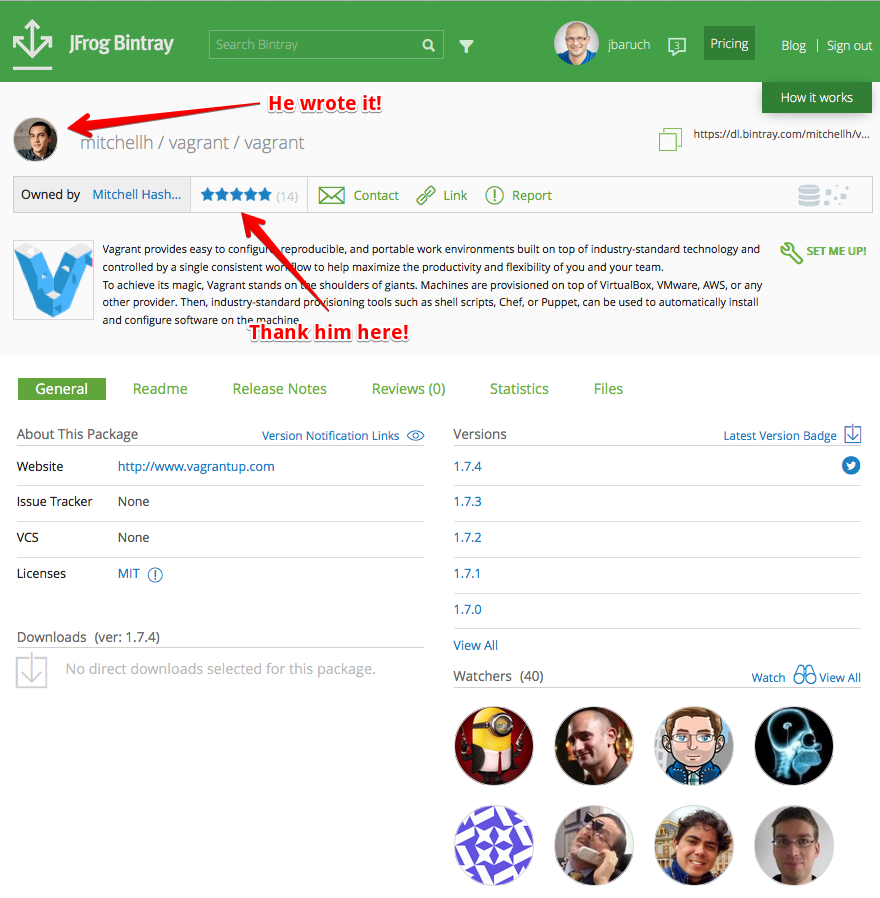 JFrog Bintray
Search Bintray
jbaruch
3
Pricing
Blog
Sign out
How it works
He wrote it!
mitchellh / vagrant / vagrant
https://dl.bintray.com/mitchellh/v...
Owned by Mitchell Hash...
(14)
Contact
Link
Report
Vagrant provides easy to configure, reproducible, and portable work environments built on top of industry-standard technology and
controlled by a single consistent workflow to help maximize the productivity and flexibility of you and your team.
To achieve its magic, Vagrant stands on the shoulders of giants. Machines are provisioned on top of VirtualBox, VMware, AWS, or any
other provider. Then, industry-standard provisioning tools such as shell scripts, Chef, or Puppet, can be used to automatically install
and configure software on the machine.
SET ME UP!
Thank him here!
General
Readme
Release Notes
Reviews (0)
Statistics
Files
About This Package
Version Notification Links
Website http://www.vagrantup.com
Issue Tracker None
VCS None
Licenses MIT
Downloads (ver: 1.7.4)
No direct downloads selected for this package.
Versions
Latest Version Badge
1.7.4
1.7.3
1.7.2
1.7.1
1.7.0
View All
Watchers (40)
Watch
View All